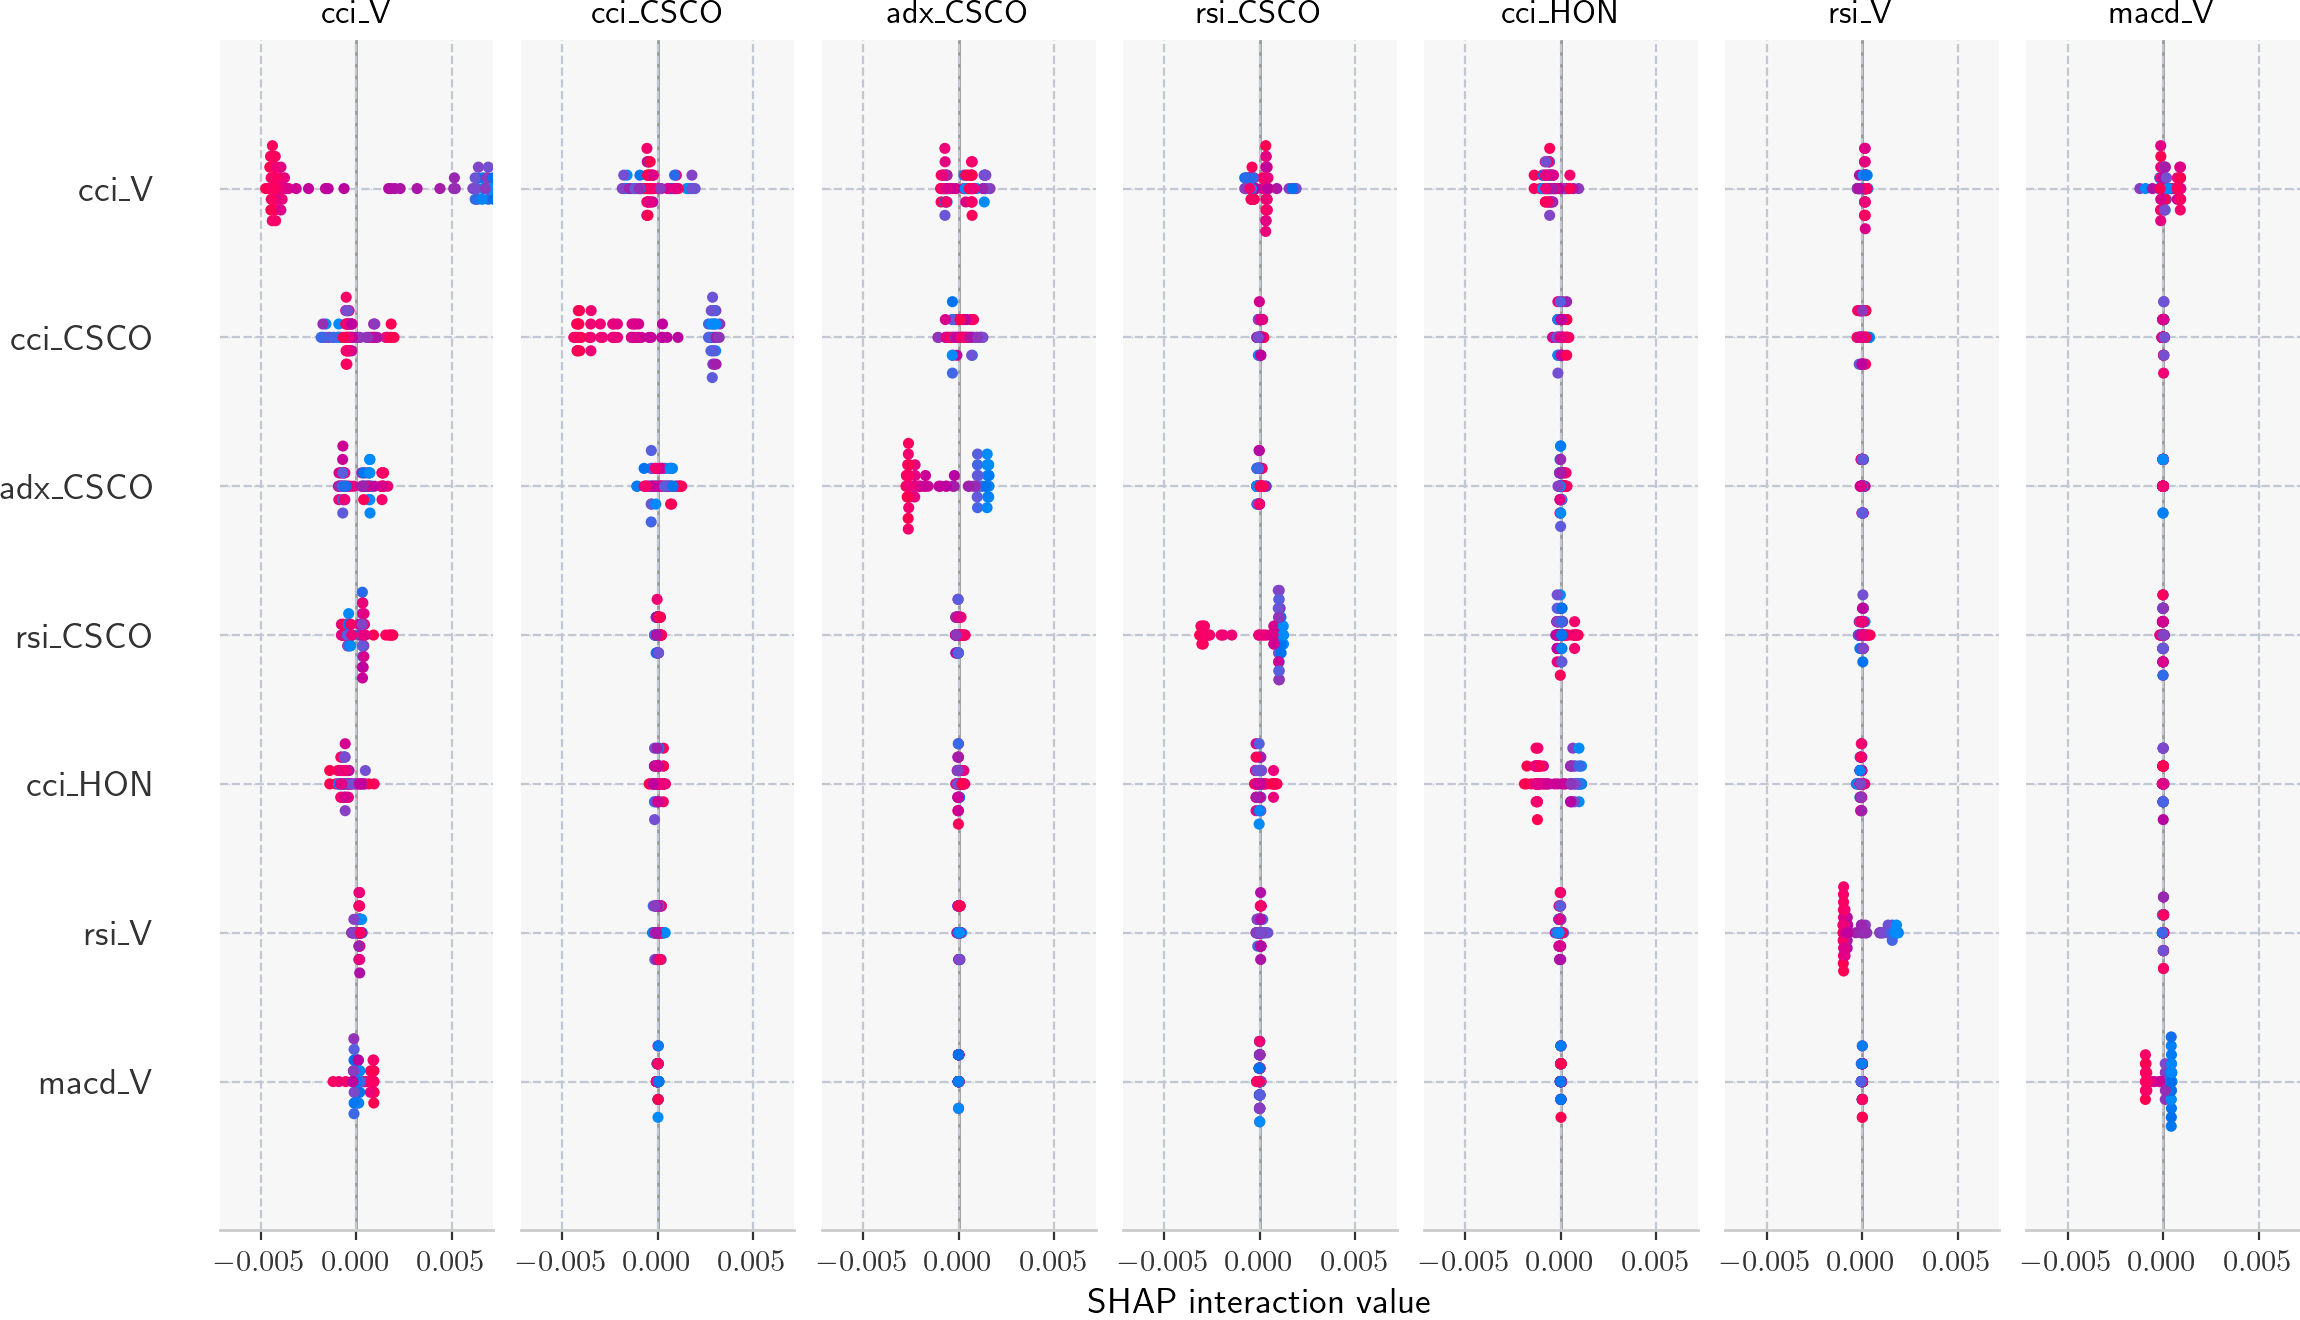 cci_V cci_CSCO adx_CSCO rsi_CSCO cci_HON rsi_V macd_V
cci_V
cci_CSCO
adx_CSCO
rsi_CSCO
cci_HON
rsi_V
macd_V
−0.005 0.000 0.005 −0.005 0.000 0.005 −0.005 0.000 0.005 −0.005 0.000 0.005 −0.005 0.000 0.005 −0.005 0.000 0.005 −0.005 0.000 0.005
SHAP interaction value